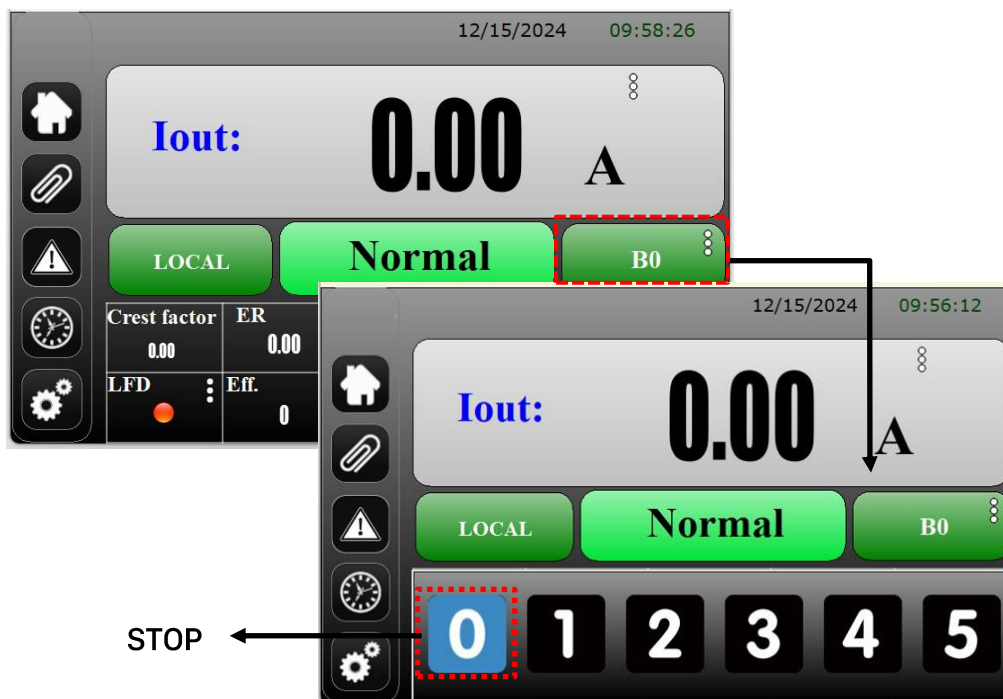 12/15/2024 09:58:26
Iout: 0.00 A
LOCAL Normal B0
Crest factor ER
0.00 0.00
LFD Eff.
0
12/15/2024 09:56:12
Iout: 0.00 A
LOCAL Normal B0
STOP 0 1 2 3 4 5